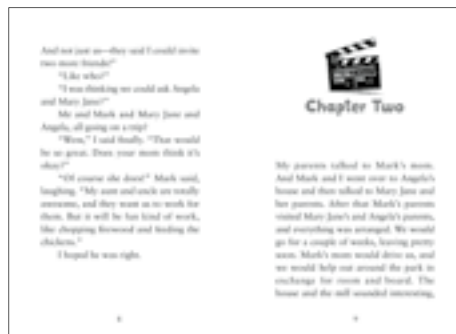 And not just us—they said I could invite
two more friends!"
"Like who?"
"I was thinking we could ask Angela
and Mary Jane!"
Me and Mark and Mary Jane and
Angela, all going on a trip?
"Wow," I said finally. "That would
be so great. Does your mom think it's
okay?"
"Of course she does!" Mark said,
laughing. "My aunt and uncle are totally
awesome, and they want us to work for
them. But it will be fun kind of work,
like chopping firewood and feeding the
chickens."
I hoped he was right.
Chapter Two
My parents talked to Mark's mom.
And Mark and I went over to Angela's
house and then talked to Mary Jane and
her parents. After that Mark's parents
visited Mary Jane's and Angela's parents,
and everything was arranged. We would
go for a couple of weeks, leaving pretty
soon. Mark's mom would drive us, and
we would help out around the park in
exchange for room and board. The
house and the mill sounded interesting,